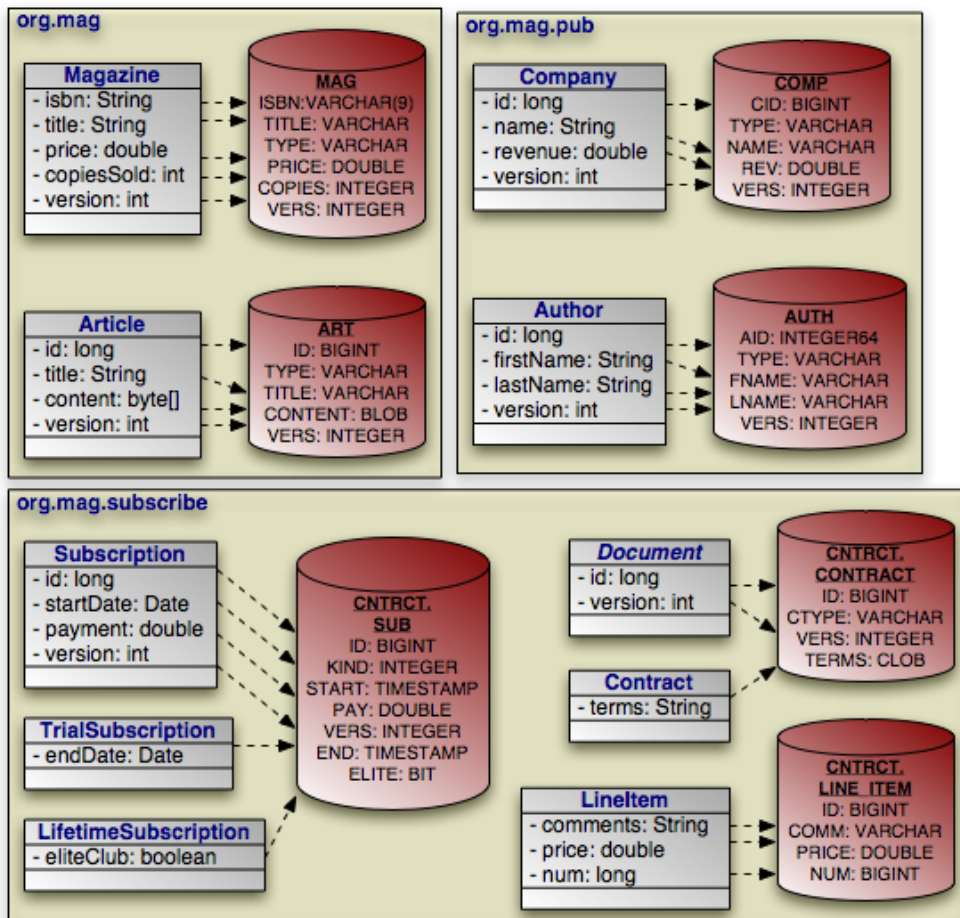 org.mag
Magazine
- isbn: String
- title: String
- price: double
- copiesSold: int
- version: int
MAG
ISBN:VARCHAR(9)
TITLE: VARCHAR
TYPE: VARCHAR
PRICE: DOUBLE
COPIES: INTEGER
VERS: INTEGER
Article
- id: long
- title: String
- content: byte[]
- version: int
ART
ID: BIGINT
TYPE: VARCHAR
TITLE: VARCHAR
CONTENT: BLOB
VERS: INTEGER
org.mag.pub
Company
- id: long
- name: String
- revenue: double
- version: int
COMP
CID: BIGINT
TYPE: VARCHAR
NAME: VARCHAR
REV: DOUBLE
VERS: INTEGER
Author
- id: long
- firstName: String
- lastName: String
- version: int
AUTH
AID: INTEGER64
TYPE: VARCHAR
FNAME: VARCHAR
LNAME: VARCHAR
VERS: INTEGER
org.mag.subscribe
Subscription
- id: long
- startDate: Date
- payment: double
- version: int
TrialSubscription
- endDate: Date
LifetimeSubscription
- eliteClub: boolean
CNTRCT.
SUB
ID: BIGINT
KIND: INTEGER
START: TIMESTAMP
PAY: DOUBLE
VERS: INTEGER
END: TIMESTAMP
ELITE: BIT
Document
- id: long
- version: int
Contract
- terms: String
CNTRCT.
CONTRACT
ID: BIGINT
CTYPE: VARCHAR
VERS: INTEGER
TERMS: CLOB
LineItem
- comments: String
- price: double
- num: long
CNTRCT.
LINE_ITEM
ID: BIGINT
COMM: VARCHAR
PRICE: DOUBLE
NUM: BIGINT